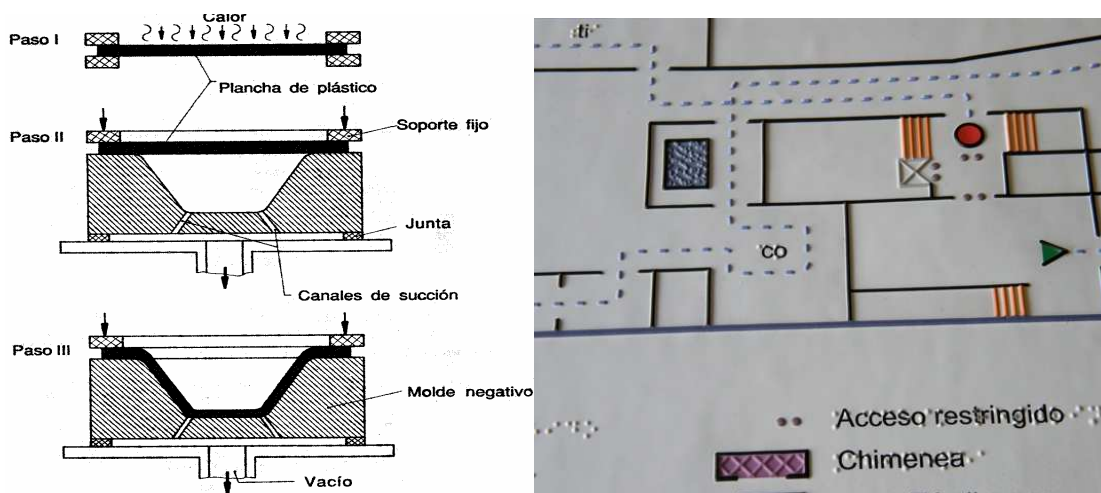 Calor
Paso I
Plancha de plástico
Paso II
Soporte fijo
Junta
Canales de succión
Paso III
Molde negativo
Vacío
co
Acceso restringido
Chimenea